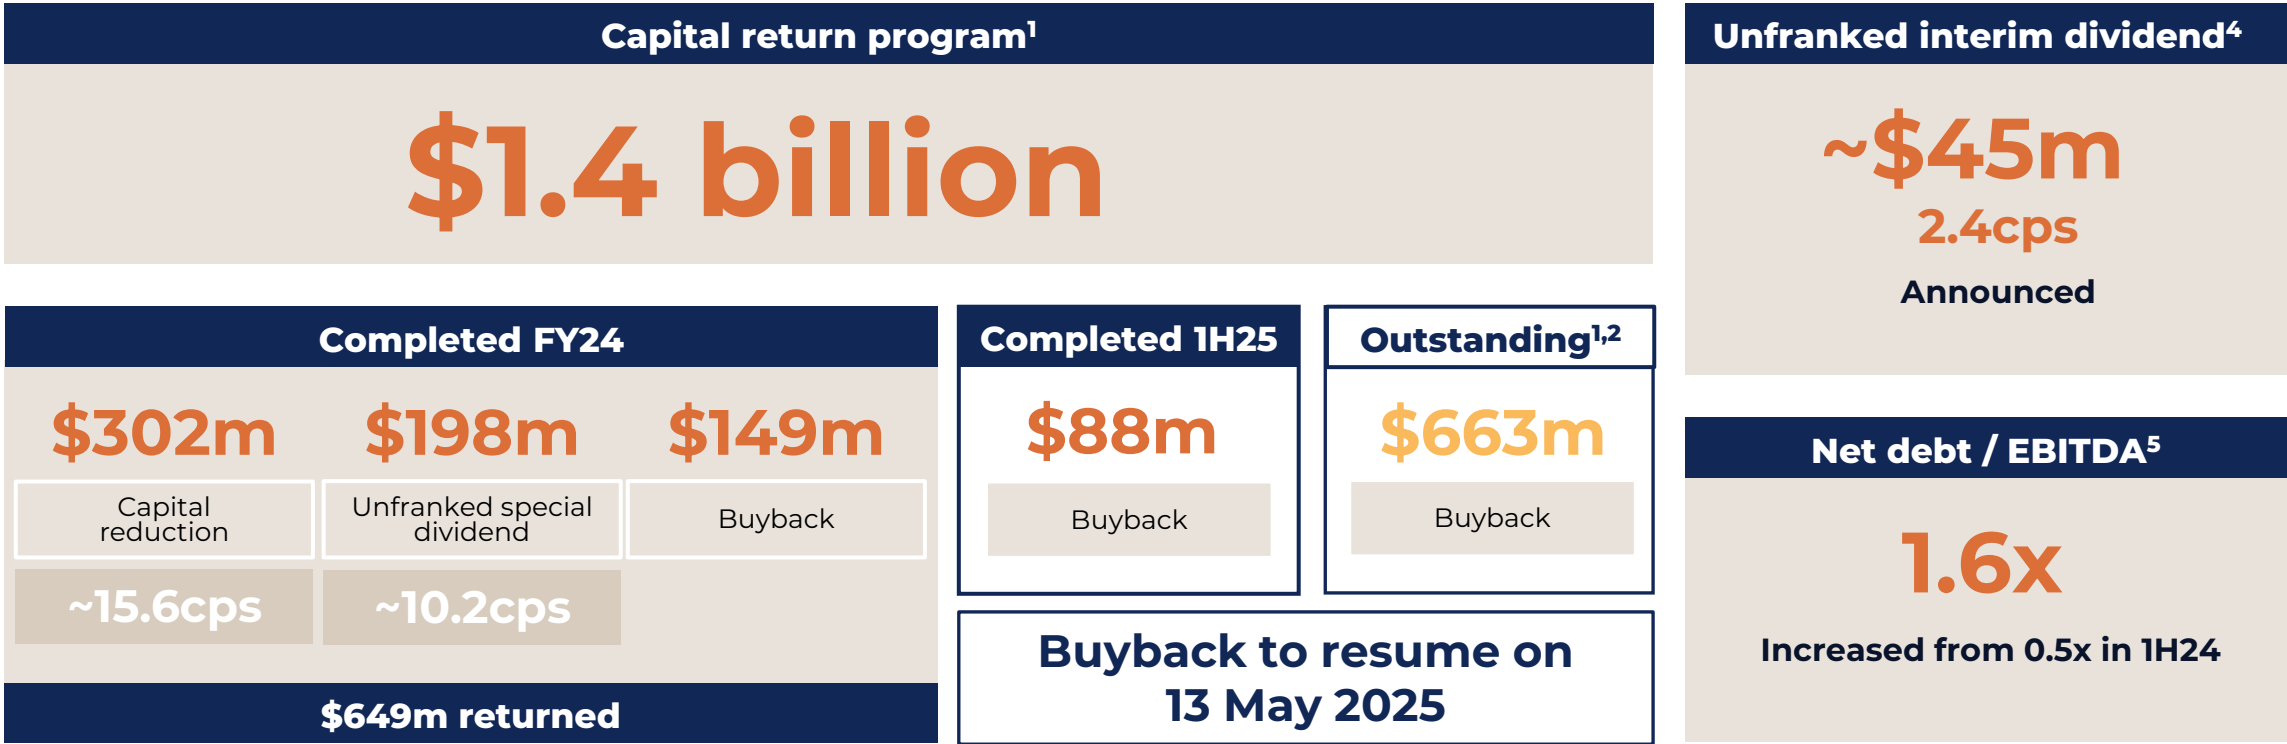 Capital return program¹
$1.4 billion
Unfranked interim dividend⁴
~$45m
2.4cps
Announced
Completed FY24
$302m
Capital
reduction
~15.6cps
$198m
Unfranked special
dividend
~10.2cps
$149m
Buyback
$649m returned
Completed 1H25
$88m
Buyback
Outstanding¹,²
$663m
Buyback
Buyback to resume on
13 May 2025
Net debt / EBITDA⁵
1.6x
Increased from 0.5x in 1H24